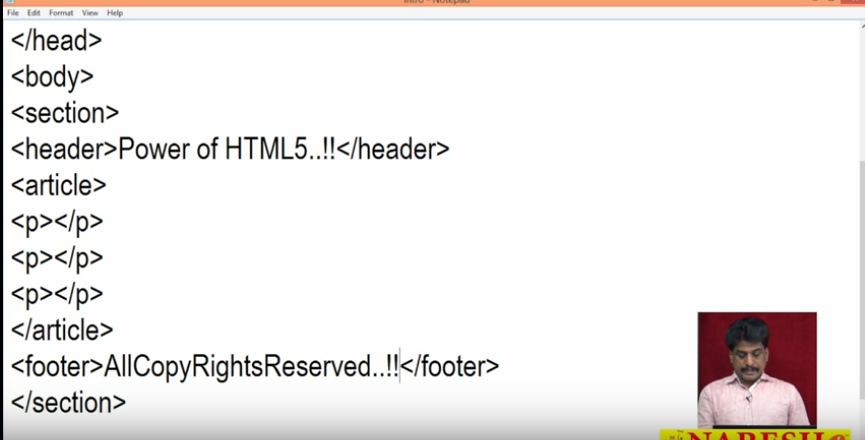 Intro - Notepad
File Edit Format View Help
</head>
<body>
<section>
<header>Power of HTML5..!!</header>
<article>
<p></p>
<p></p>
<p></p>
</article>
<footer>AllCopyRightsReserved..!!</footer>
</section>
NARESH